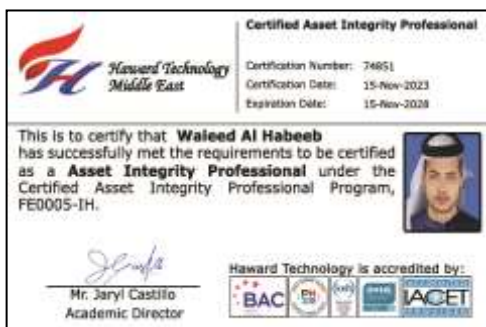 Haward Technology
Middle East
Certified Asset Integrity Professional
Certification Number: 74851
Certification Date: 15-Nov-2023
Expiration Date: 15-Nov-2028
This is to certify that Waleed Al Habeeb
has successfully met the requirements to be certified
as a Asset Integrity Professional under the
Certified Asset Integrity Professional Program,
FE0005-IH.
Mr. Jaryl Castillo
Academic Director
Haward Technology is accredited by:
BAC
IACET